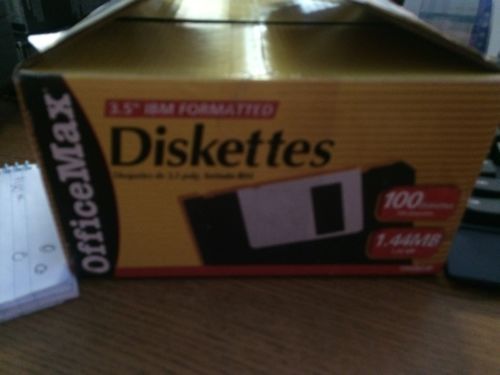 OfficeMax
3.5" IBM FORMATTED
Diskettes
100
1.44MB